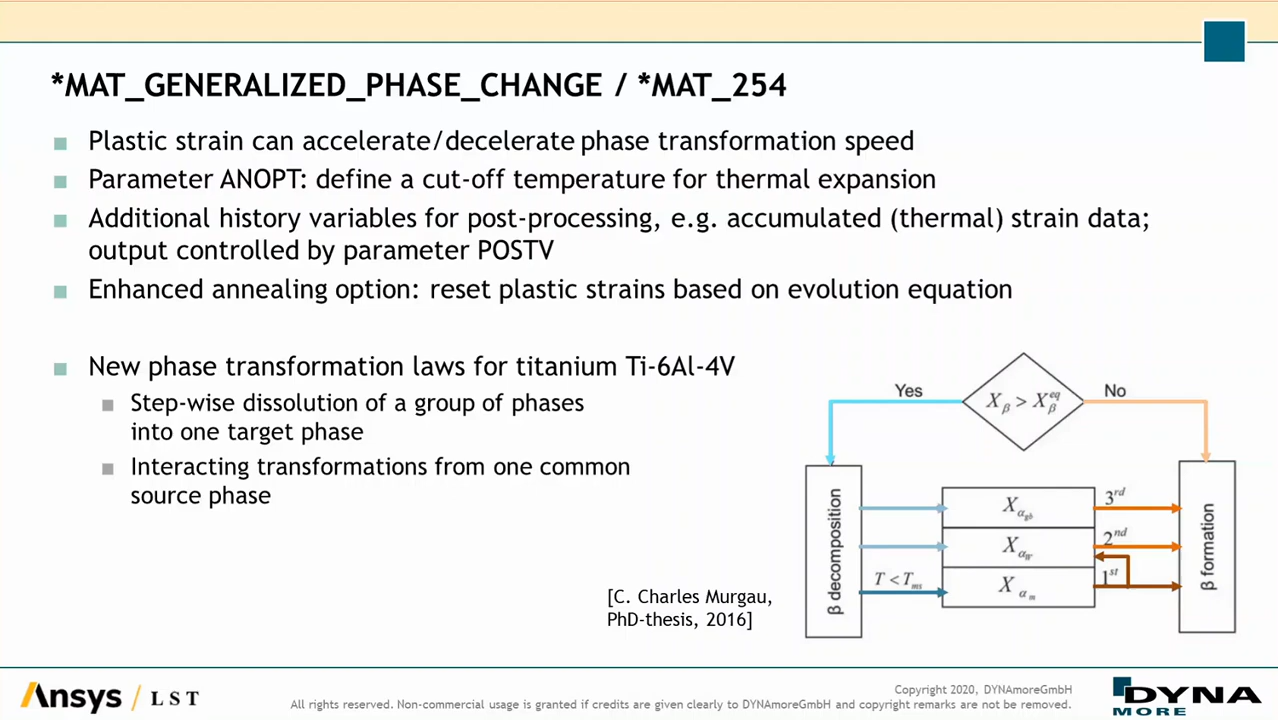 *MAT_GENERALIZED_PHASE_CHANGE / *MAT_254
Plastic strain can accelerate/decelerate phase transformation speed
Parameter ANOPT: define a cut-off temperature for thermal expansion
Additional history variables for post-processing, e.g. accumulated (thermal) strain data;
output controlled by parameter POSTV
Enhanced annealing option: reset plastic strains based on evolution equation
New phase transformation laws for titanium Ti-6Al-4V
Step-wise dissolution of a group of phases
into one target phase
Interacting transformations from one common
source phase
Yes
X_β > X_β^eq
No
β decomposition
X_α_gb
3rd
X_α_W
2nd
T < T_ms
X_α_m
1st
β formation
[C. Charles Murgau,
PhD-thesis, 2016]
Ansys / LST
Copyright 2020, DYNAmoreGmbH
All rights reserved. Non-commercial usage is granted if credits are given clearly to DYNAmoreGmbH and copyright remarks are not be removed.
DYNA
MORE